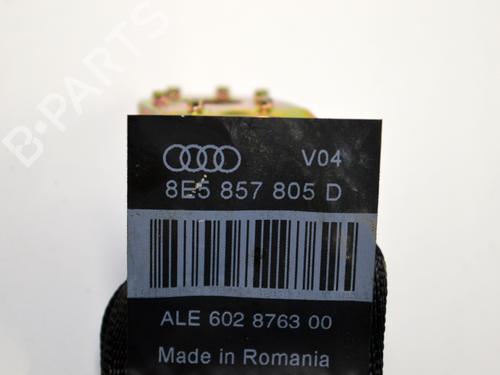 B-PARTS
V04
8E5 857 805 D
ALE 602 8763 00
Made in Romania